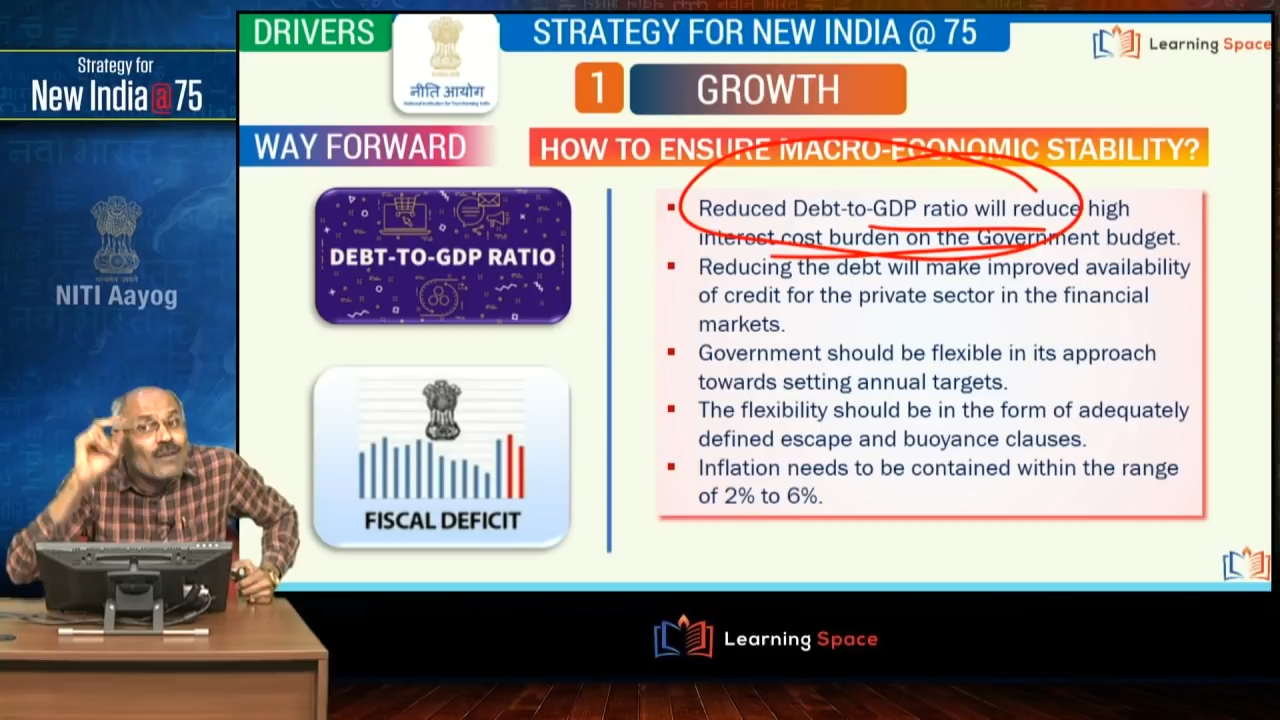 DRIVERS
STRATEGY FOR NEW INDIA @ 75
Learning Space
Strategy for
New India@75
नीति आयोग
National Institution for Transforming India
1
GROWTH
WAY FORWARD
HOW TO ENSURE MACRO-ECONOMIC STABILITY?
NITI Aayog
DEBT-TO-GDP RATIO
FISCAL DEFICIT
▪ Reduced Debt-to-GDP ratio will reduce high
interest cost burden on the Government budget.
▪ Reducing the debt will make improved availability
of credit for the private sector in the financial
markets.
▪ Government should be flexible in its approach
towards setting annual targets.
▪ The flexibility should be in the form of adequately
defined escape and buoyance clauses.
▪ Inflation needs to be contained within the range
of 2% to 6%.
Learning Space